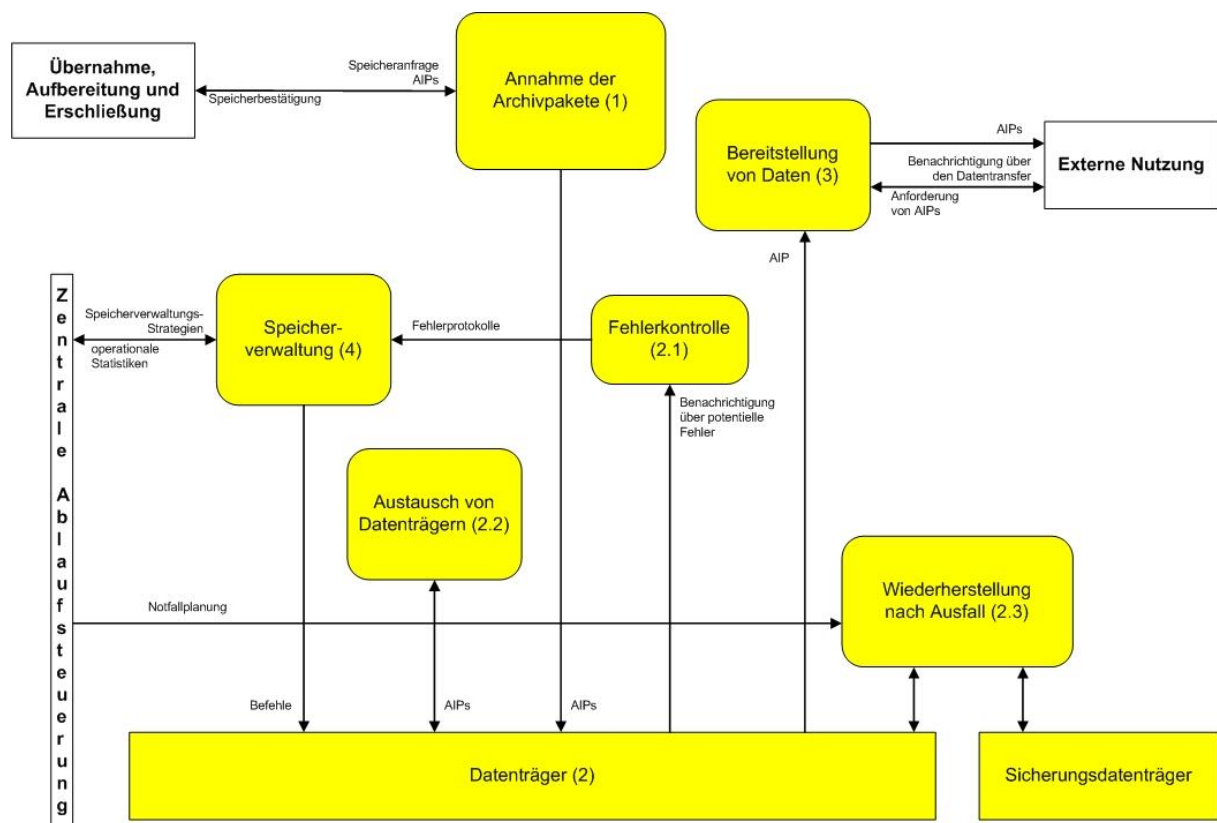 Übernahme,
Aufbereitung und
Erschließung
Speicheranfrage
AIPs
Speicherbestätigung
Annahme der
Archivpakete (1)
Bereitstellung
von Daten (3)
AIPs
Benachrichtigung über
den Datentransfer
Anforderung
von AIPs
Externe Nutzung
AIP
Zentrale Ablaufsteuerung
Speicherverwaltungs-
Strategien
operationale
Statistiken
Speicher-
verwaltung (4)
Fehlerprotokolle
Fehlerkontrolle
(2.1)
Benachrichtigung
über potentielle
Fehler
Austausch von
Datenträgern (2.2)
Notfallplanung
Wiederherstellung
nach Ausfall (2.3)
Befehle
AIPs
AIPs
Datenträger (2)
Sicherungsdatenträger